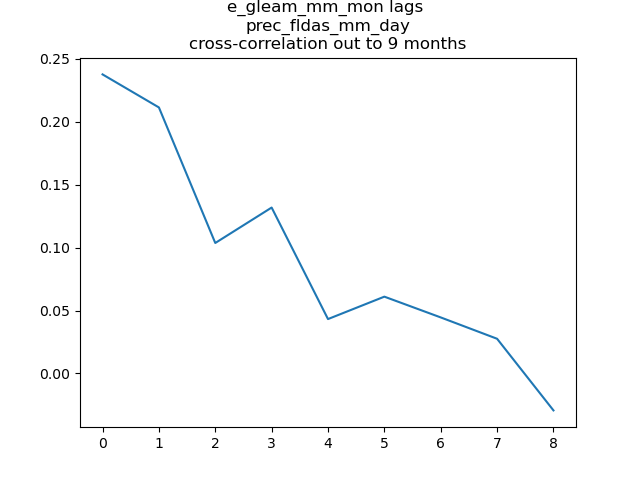 e_gleam_mm_mon lags
prec_fldas_mm_day
cross-correlation out to 9 months
0.25
0.20
0.15
0.10
0.05
0.00
0 1 2 3 4 5 6 7 8